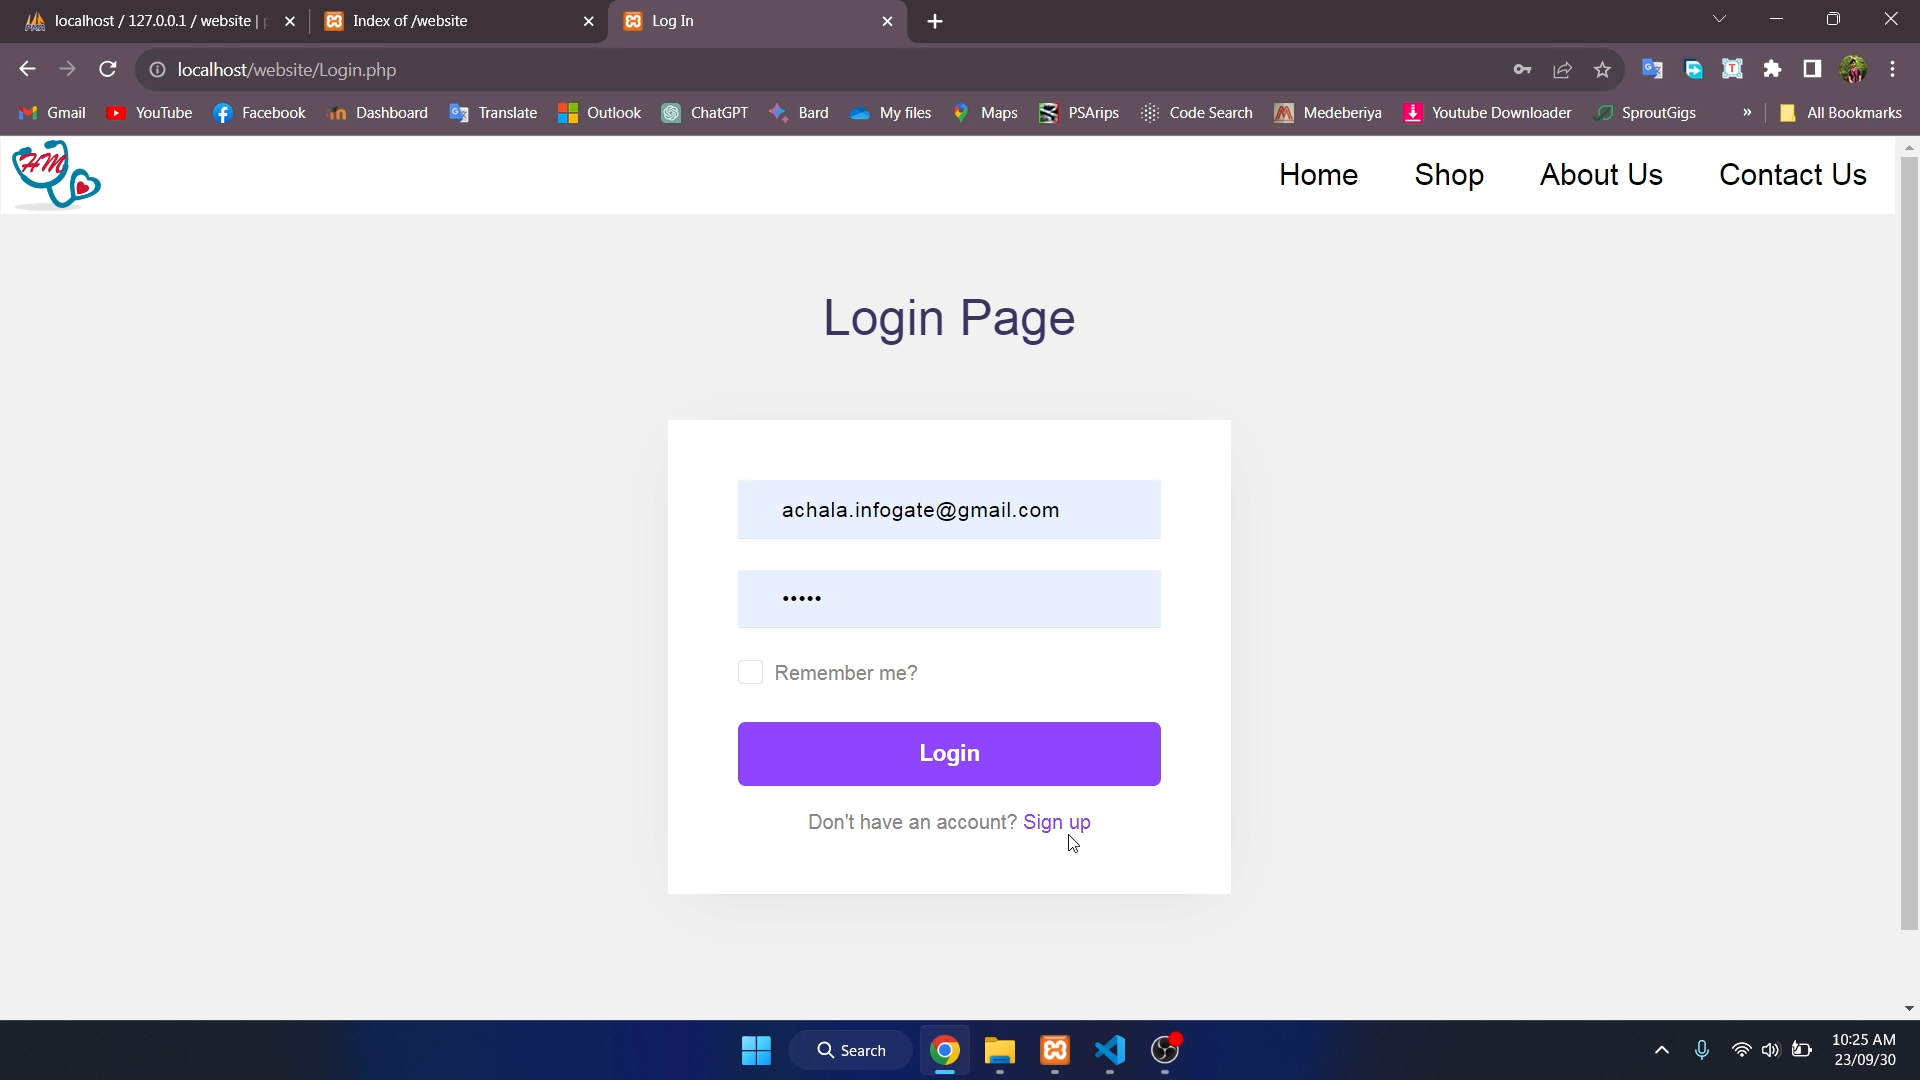 localhost / 127.0.0.1 / website |
Index of /website
Log In
localhost/website/Login.php
Gmail
YouTube
Facebook
Dashboard
Translate
Outlook
ChatGPT
Bard
My files
Maps
PSArips
Code Search
Medeberiya
Youtube Downloader
SproutGigs
»
All Bookmarks
HM
Home
Shop
About Us
Contact Us
Login Page
achala.infogate@gmail.com
•••••
Remember me?
Login
Don't have an account? Sign up
Search
10:25 AM
23/09/30